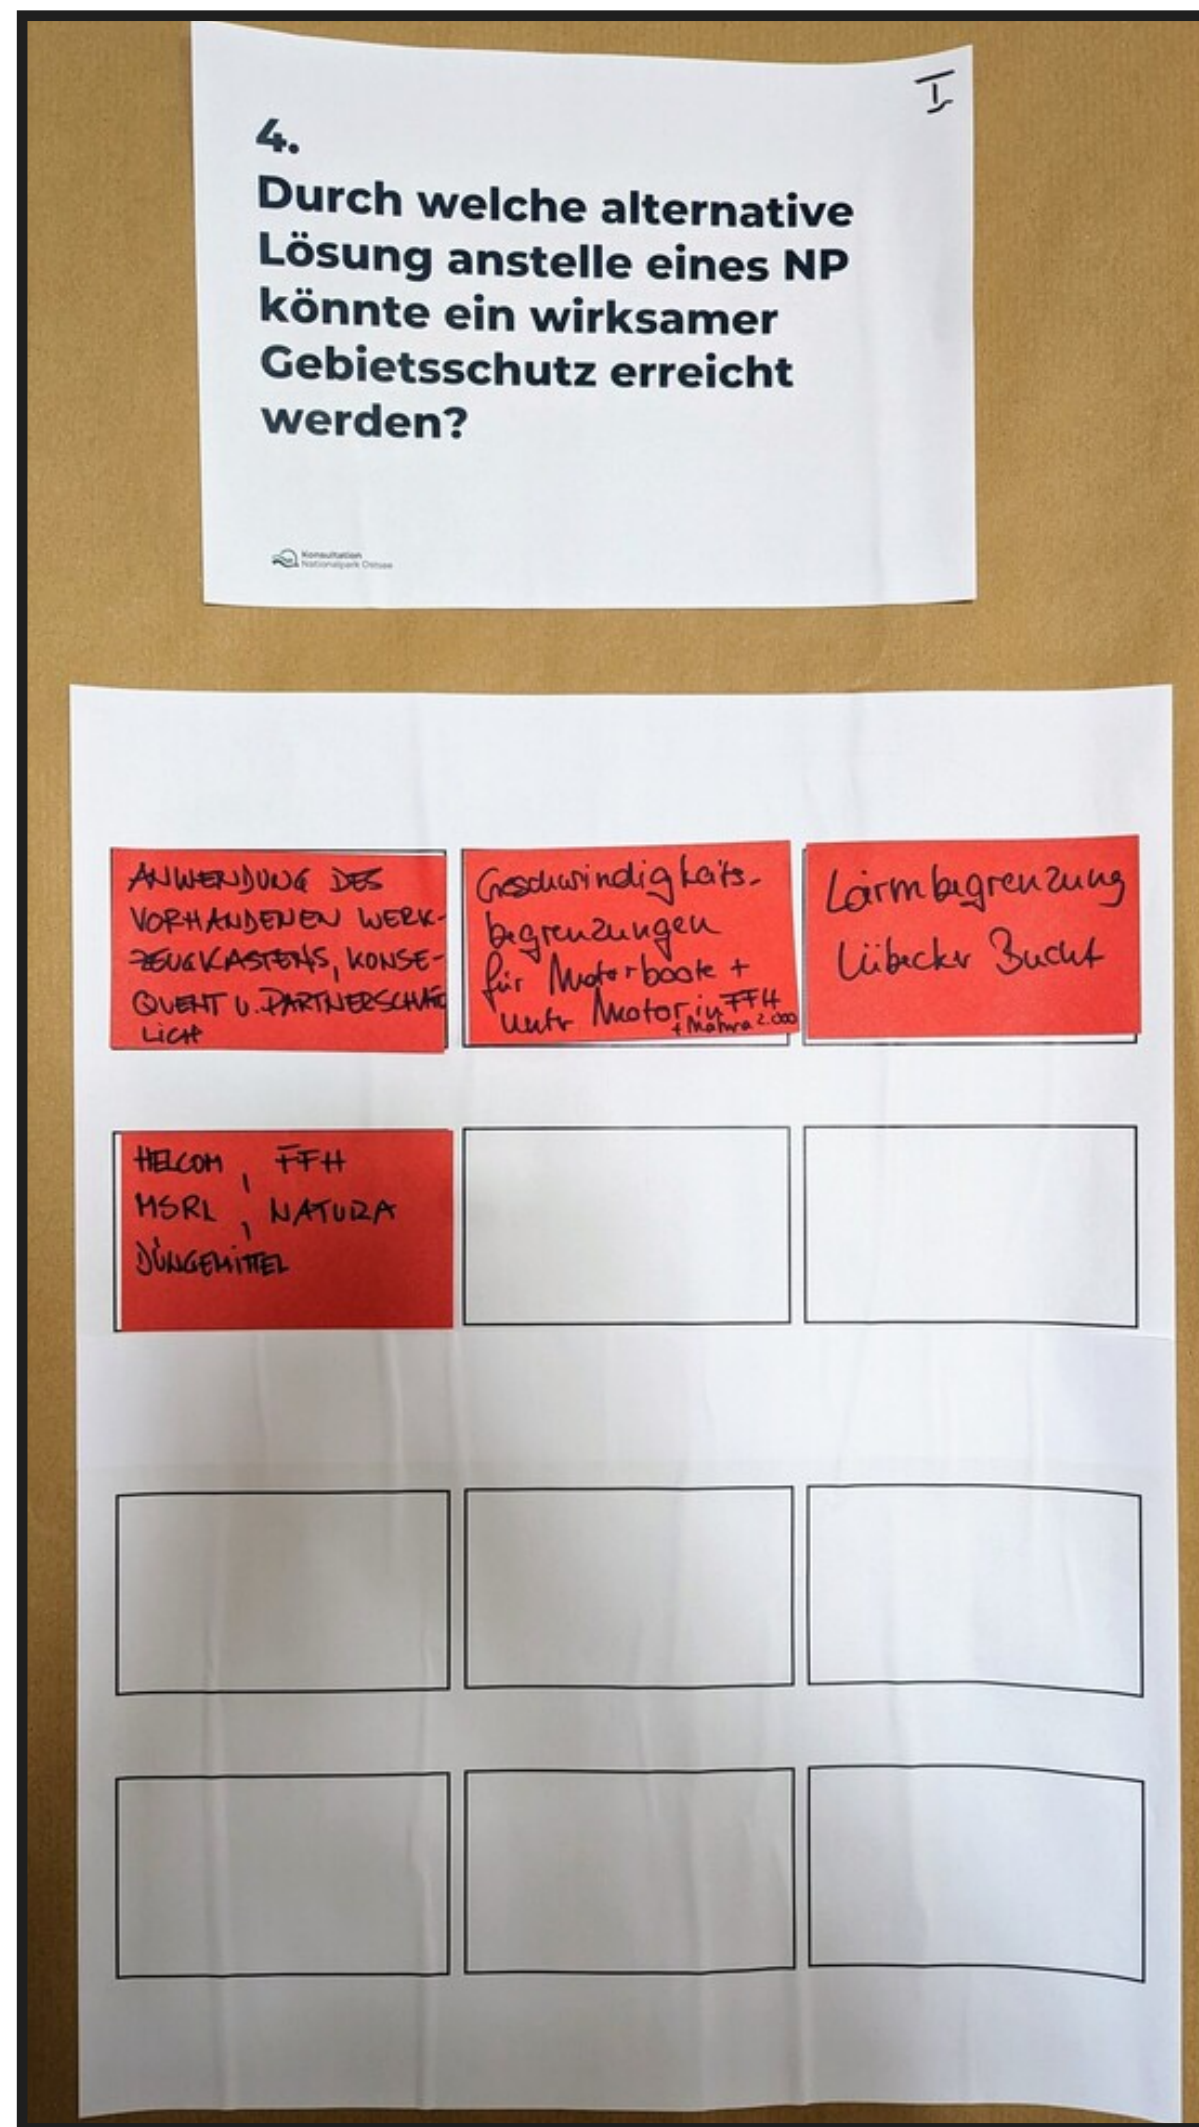 I
4.
Durch welche alternative
Lösung anstelle eines NP
könnte ein wirksamer
Gebietsschutz erreicht
werden?
Konsultation
Nationalpark Ostsee
ANWENDUNG DES
VORHANDENEN WERK-
ZEUGKASTENS, KONSE-
QUENT U. PARTNERSCHAFT
LICH
Geschwindigkeits-
begrenzungen
für Motorboote +
unter Motor in FFH
+ Natura 2.000
Lärmbegrenzung
Lübecker Bucht
HELCOM, FFH
MSRL, NATURA
DÜNGEMITTEL